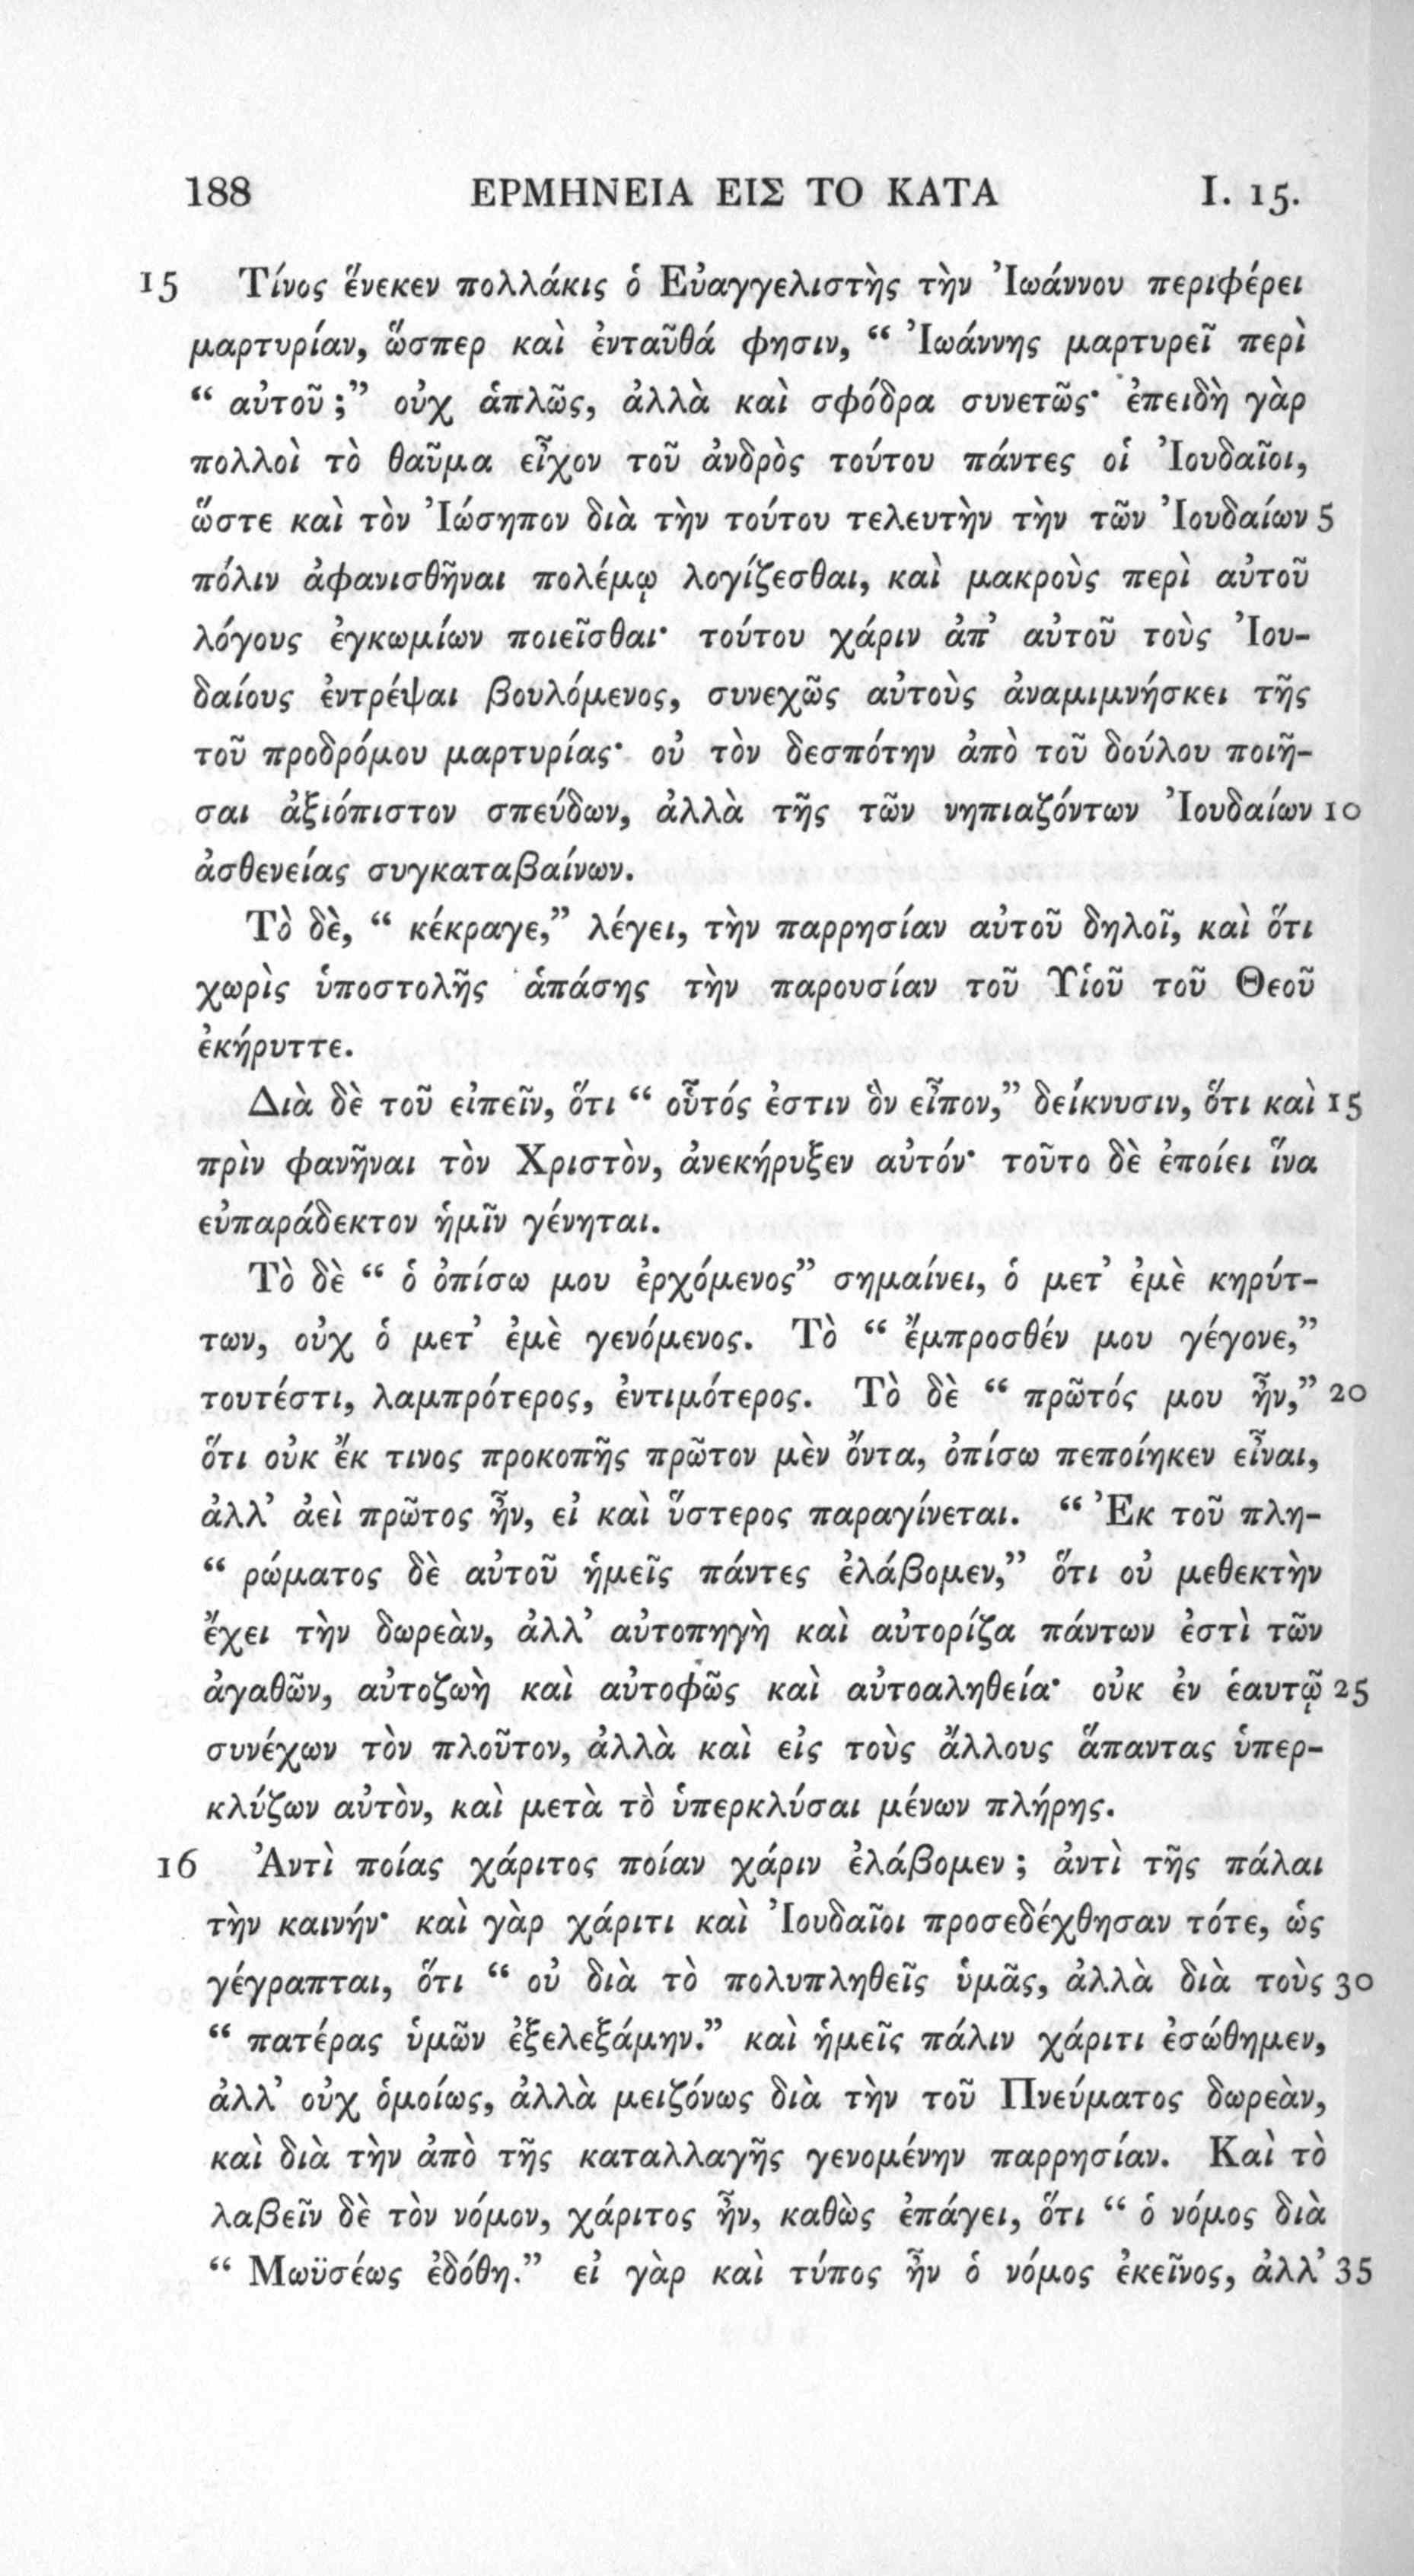 188 ΕΡΜΗΝΕΙΑ ΕΙΣ ΤΟ ΚΑΤΑ I. 15.
15 Τίνος ἕνεκεν πολλάκις ὁ Εὐαγγελιστὴς τὴν Ἰωάννου περιφέρει
μαρτυρίαν, ὥσπερ καὶ ἐνταῦθά φησιν, “ Ἰωάννης μαρτυρεῖ περὶ
“ αὐτοῦ ;” οὐχ ἁπλῶς, ἀλλὰ καὶ σφόδρα συνετῶς· ἐπειδὴ γὰρ
πολλοὶ τὸ θαῦμα εἶχον τοῦ ἀνδρὸς τούτου πάντες οἱ Ἰουδαῖοι,
ὥστε καὶ τὸν Ἰώσηπον διὰ τὴν τούτου τελευτὴν τὴν τῶν Ἰουδαίων 5
πόλιν ἀφανισθῆναι πολέμῳ λογίζεσθαι, καὶ μακροὺς περὶ αὐτοῦ
λόγους ἐγκωμίων ποιεῖσθαι· τούτου χάριν ἀπ’ αὐτοῦ τοὺς Ἰου-
δαίους ἐντρέψαι βουλόμενος, συνεχῶς αὐτοὺς ἀναμιμνήσκει τῆς
τοῦ προδρόμου μαρτυρίας· οὐ τὸν δεσπότην ἀπὸ τοῦ δούλου ποιῆ-
σαι ἀξιόπιστον σπεύδων, ἀλλὰ τῆς τῶν νηπιαζόντων Ἰουδαίων 10
ἀσθενείας συγκαταβαίνων.
Τὸ δὲ, “ κέκραγε,” λέγει, τὴν παρρησίαν αὐτοῦ δηλοῖ, καὶ ὅτι
χωρὶς ὑποστολῆς ἁπάσης τὴν παρουσίαν τοῦ Υἱοῦ τοῦ Θεοῦ
ἐκήρυττε.
Διὰ δὲ τοῦ εἰπεῖν, ὅτι “ οὗτός ἐστιν ὃν εἶπον,” δείκνυσιν, ὅτι καὶ 15
πρὶν φανῆναι τὸν Χριστὸν, ἀνεκήρυξεν αὐτόν· τοῦτο δὲ ἐποίει ἵνα
εὐπαράδεκτον ἡμῖν γένηται.
Τὸ δὲ “ ὁ ὀπίσω μου ἐρχόμενος” σημαίνει, ὁ μετ’ ἐμὲ κηρύτ-
των, οὐχ ὁ μετ’ ἐμὲ γενόμενος. Τὸ “ ἔμπροσθέν μου γέγονε,”
τουτέστι, λαμπρότερος, ἐντιμότερος. Τὸ δὲ “ πρῶτός μου ἦν,” 20
ὅτι οὐκ ἔκ τινος προκοπῆς πρῶτον μὲν ὄντα, ὀπίσω πεποίηκεν εἶναι,
ἀλλ’ ἀεὶ πρῶτος ἦν, εἰ καὶ ὕστερος παραγίνεται. “ Ἐκ τοῦ πλη-
“ ρώματος δὲ αὐτοῦ ἡμεῖς πάντες ἐλάβομεν,” ὅτι οὐ μεθεκτὴν
ἔχει τὴν δωρεὰν, ἀλλ’ αὐτοπηγὴ καὶ αὐτορίζα πάντων ἐστὶ τῶν
ἀγαθῶν, αὐτοζωὴ καὶ αὐτοφῶς καὶ αὐτοαληθεία· οὐκ ἐν ἑαυτῷ 25
συνέχων τὸν πλοῦτον, ἀλλὰ καὶ εἰς τοὺς ἄλλους ἅπαντας ὑπερ-
κλύζων αὐτὸν, καὶ μετὰ τὸ ὑπερκλύσαι μένων πλήρης.
16 Ἀντὶ ποίας χάριτος ποίαν χάριν ἐλάβομεν ; ἀντὶ τῆς πάλαι
τὴν καινήν· καὶ γὰρ χάριτι καὶ Ἰουδαῖοι προσεδέχθησαν τότε, ὡς
γέγραπται, ὅτι “ οὐ διὰ τὸ πολυπληθεῖς ὑμᾶς, ἀλλὰ διὰ τοὺς 30
“ πατέρας ὑμῶν ἐξελεξάμην.” καὶ ἡμεῖς πάλιν χάριτι ἐσώθημεν,
ἀλλ’ οὐχ ὁμοίως, ἀλλὰ μειζόνως διὰ τὴν τοῦ Πνεύματος δωρεὰν,
καὶ διὰ τὴν ἀπὸ τῆς καταλλαγῆς γενομένην παρρησίαν. Καὶ τὸ
λαβεῖν δὲ τὸν νόμον, χάριτος ἦν, καθὼς ἐπάγει, ὅτι “ ὁ νόμος διὰ
“ Μωϋσέως ἐδόθη.” εἰ γὰρ καὶ τύπος ἦν ὁ νόμος ἐκεῖνος, ἀλλ’ 35